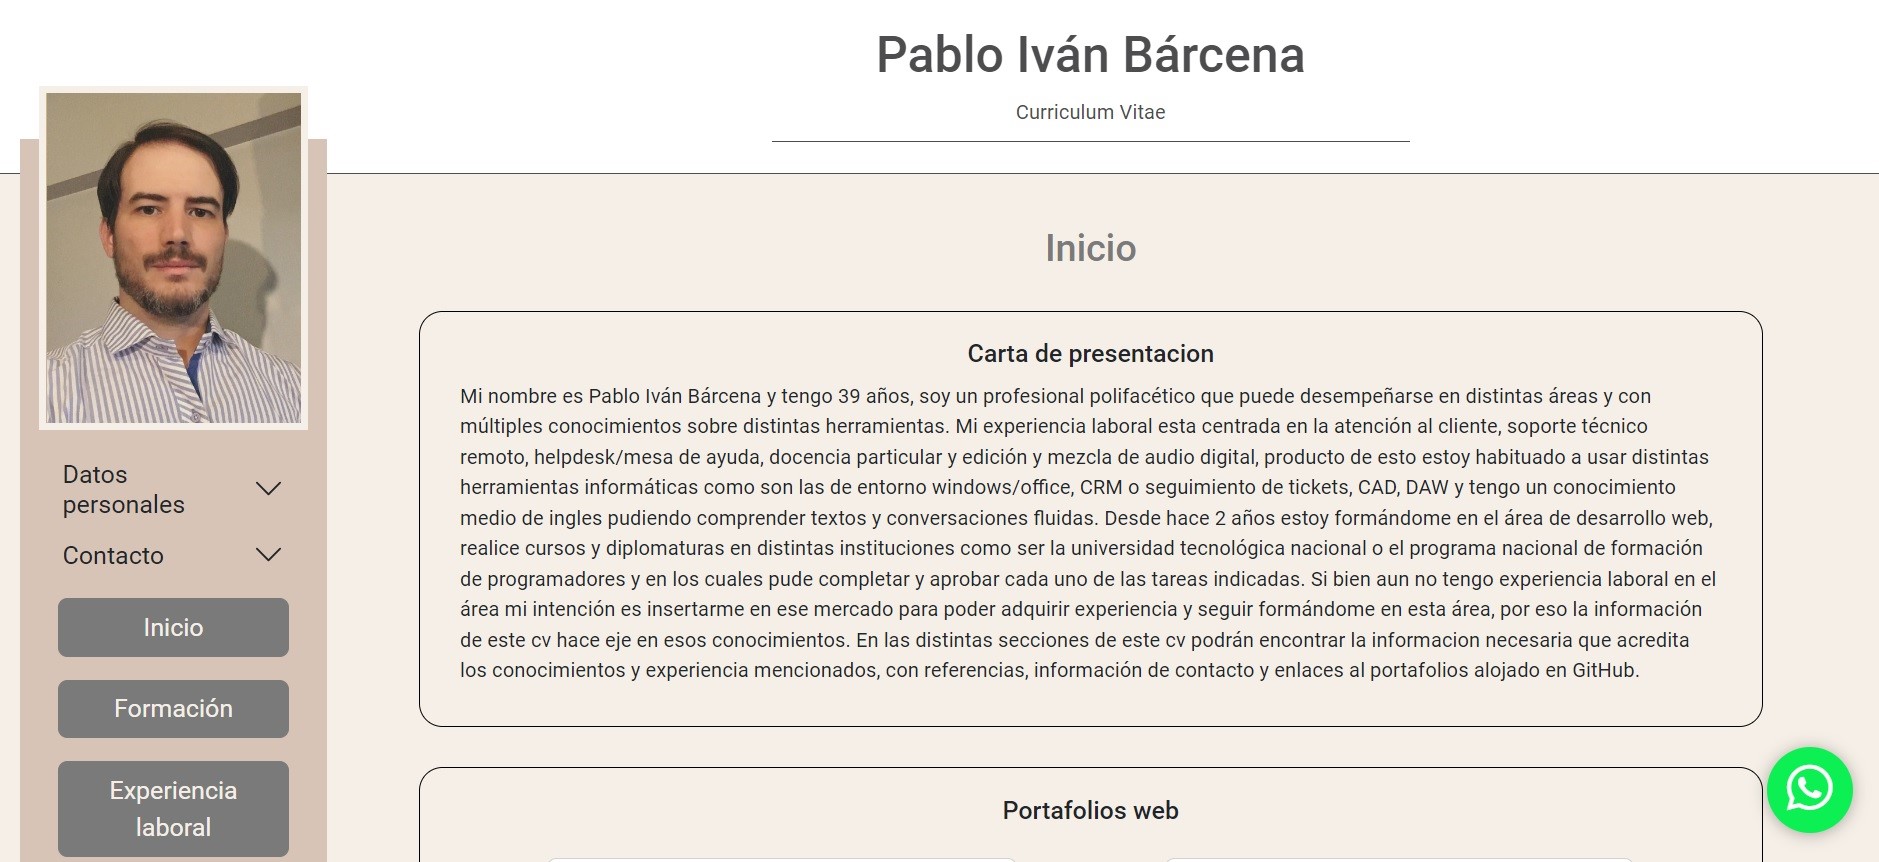 Pablo Iván Bárcena
Curriculum Vitae
Datos
personales
Contacto
Inicio
Formación
Experiencia
laboral
Inicio
Carta de presentacion
Mi nombre es Pablo Iván Bárcena y tengo 39 años, soy un profesional polifacético que puede desempeñarse en distintas áreas y con
múltiples conocimientos sobre distintas herramientas. Mi experiencia laboral esta centrada en la atención al cliente, soporte técnico
remoto, helpdesk/mesa de ayuda, docencia particular y edición y mezcla de audio digital, producto de esto estoy habituado a usar distintas
herramientas informáticas como son las de entorno windows/office, CRM o seguimiento de tickets, CAD, DAW y tengo un conocimiento
medio de ingles pudiendo comprender textos y conversaciones fluidas. Desde hace 2 años estoy formándome en el área de desarrollo web,
realice cursos y diplomaturas en distintas instituciones como ser la universidad tecnológica nacional o el programa nacional de formación
de programadores y en los cuales pude completar y aprobar cada uno de las tareas indicadas. Si bien aun no tengo experiencia laboral en el
área mi intención es insertarme en ese mercado para poder adquirir experiencia y seguir formándome en esta área, por eso la información
de este cv hace eje en esos conocimientos. En las distintas secciones de este cv podrán encontrar la informacion necesaria que acredita
los conocimientos y experiencia mencionados, con referencias, información de contacto y enlaces al portafolios alojado en GitHub.
Portafolios web